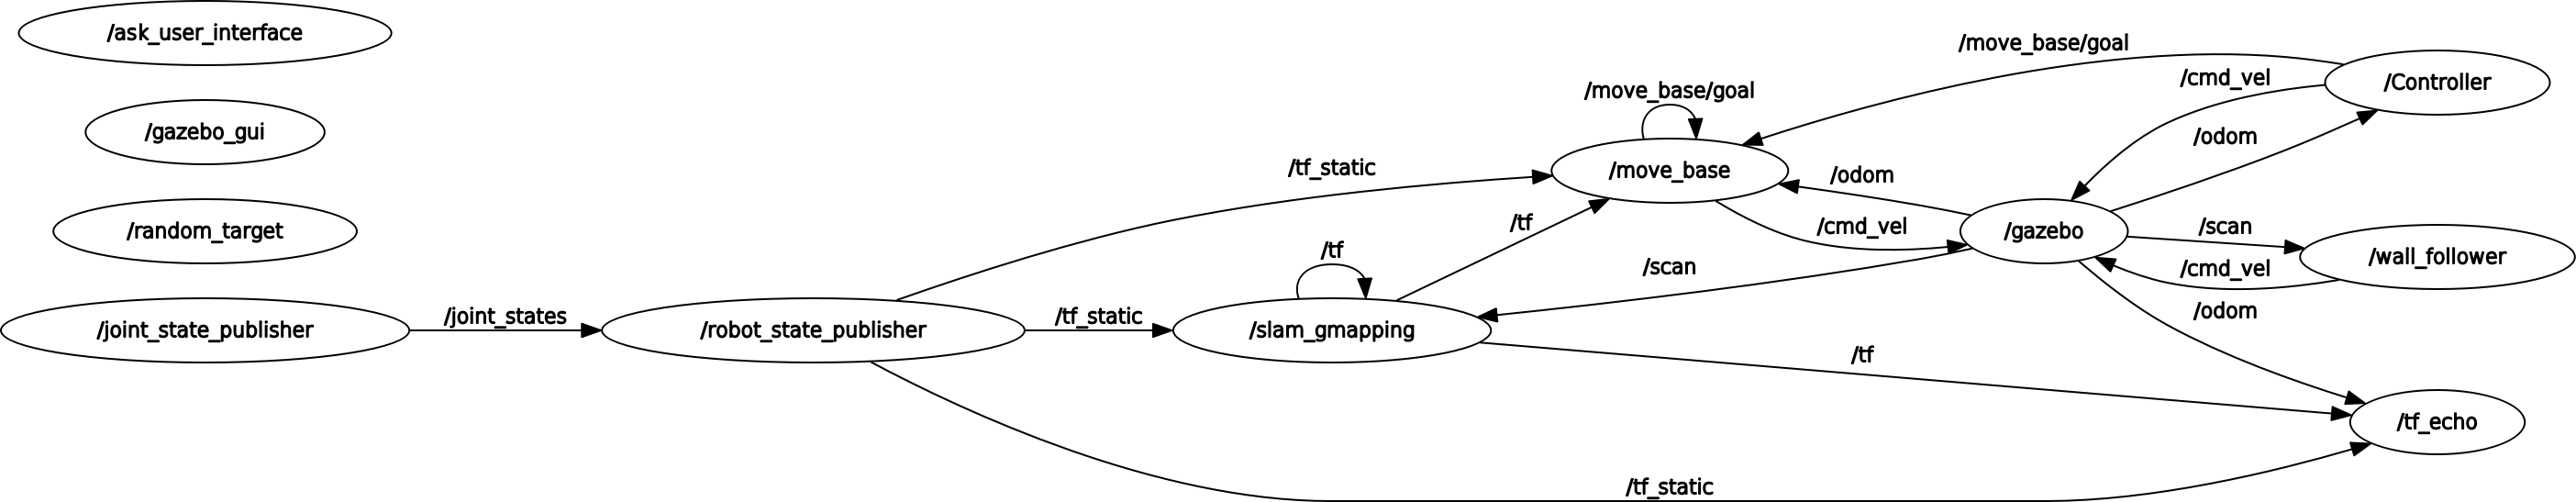 /ask_user_interface
/gazebo_gui
/random_target
/joint_state_publisher
/joint_states
/robot_state_publisher
/tf_static
/tf_static
/tf_static
/tf
/slam_gmapping
/tf
/tf
/move_base/goal
/move_base
/move_base/goal
/odom
/cmd_vel
/scan
/gazebo
/cmd_vel
/odom
/scan
/cmd_vel
/odom
/Controller
/wall_follower
/tf_echo